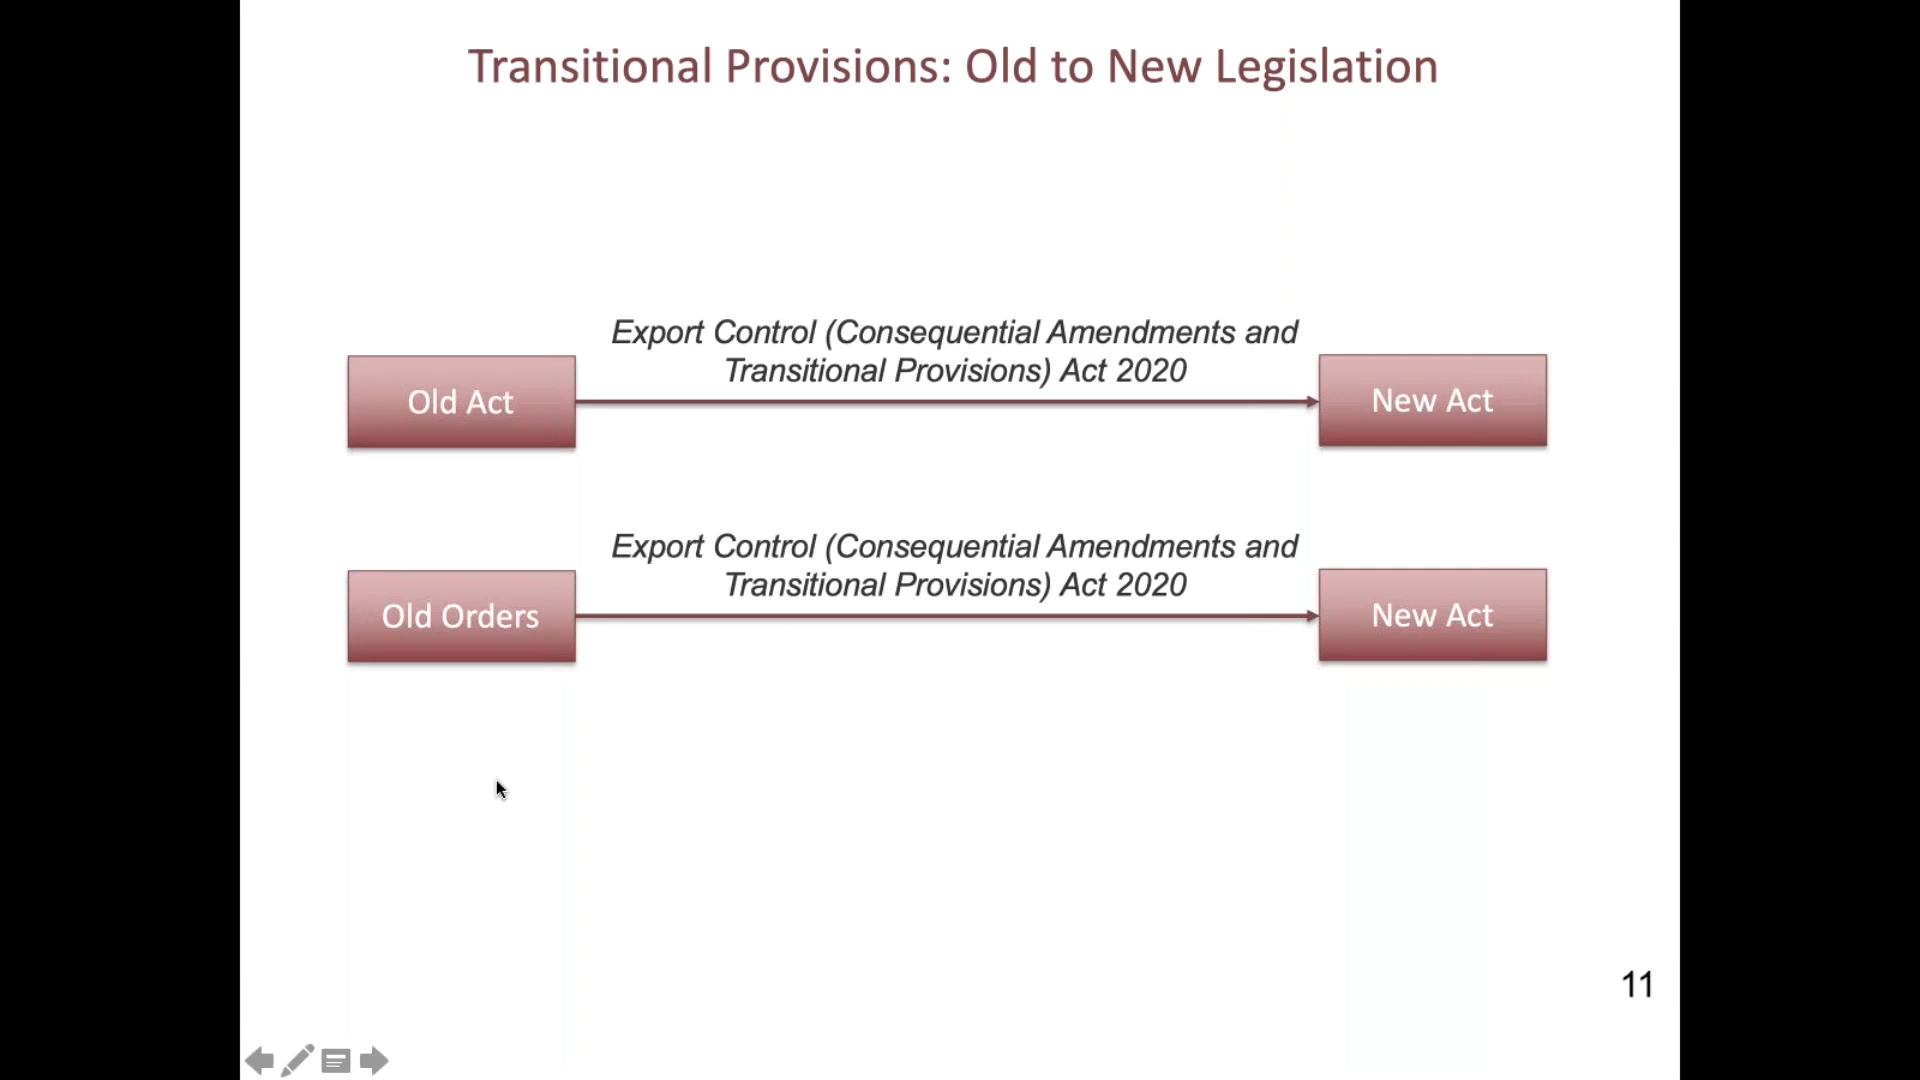 Transitional Provisions: Old to New Legislation
Export Control (Consequential Amendments and
Transitional Provisions) Act 2020
Old Act
New Act
Export Control (Consequential Amendments and
Transitional Provisions) Act 2020
Old Orders
New Act
11